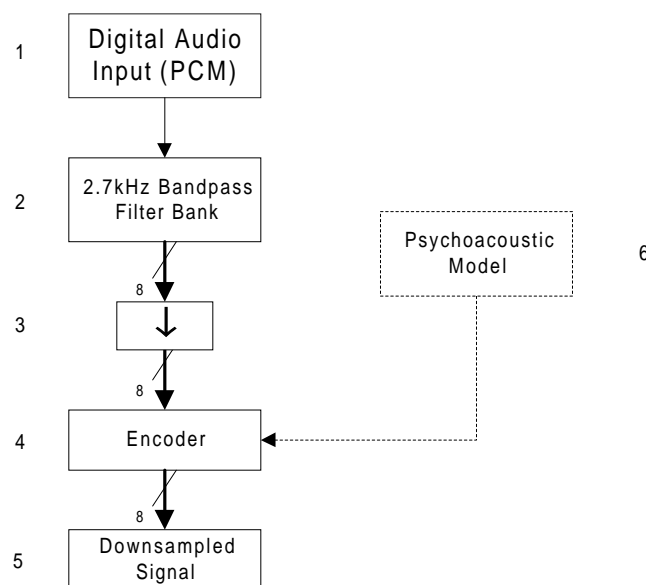 1
Digital Audio
Input (PCM)
2
2.7kHz Bandpass
Filter Bank
Psychoacoustic
Model
6
8
3
8
4
Encoder
8
5
Downsampled
Signal